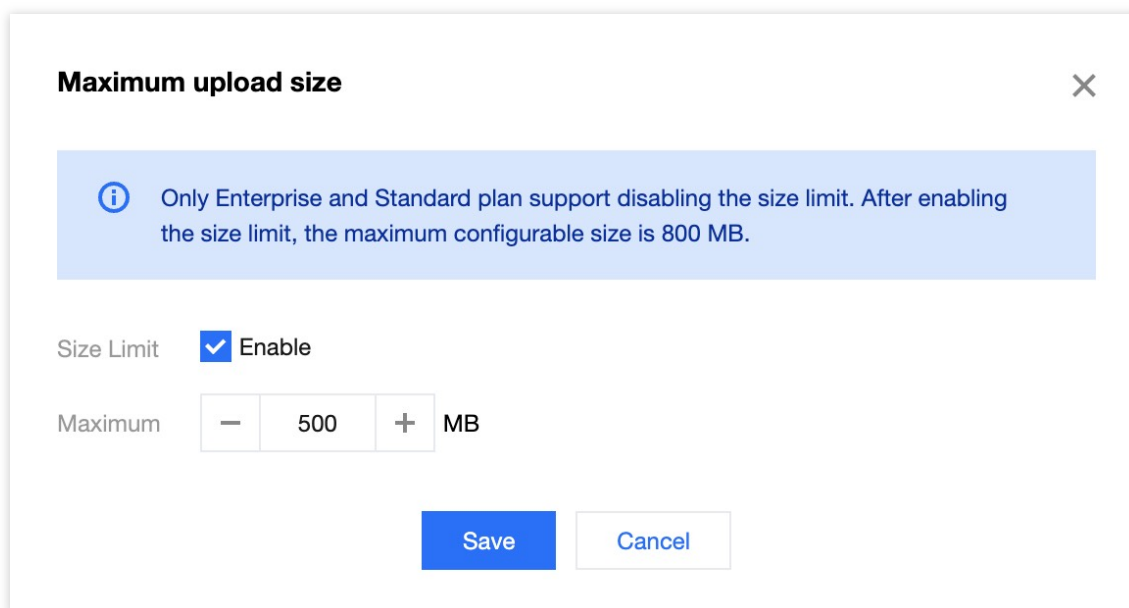 Maximum upload size
Only Enterprise and Standard plan support disabling the size limit. After enabling
the size limit, the maximum configurable size is 800 MB.
Size Limit Enable
Maximum 500 MB
Save Cancel